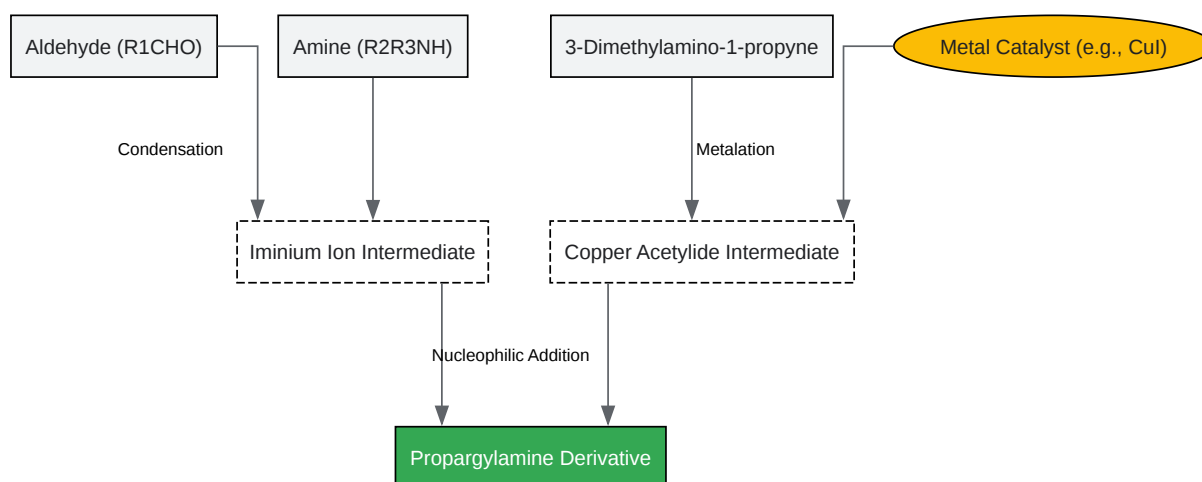 Aldehyde (R1CHO)
Amine (R2R3NH)
3-Dimethylamino-1-propyne
Metal Catalyst (e.g., CuI)
Condensation
Metalation
Iminium Ion Intermediate
Copper Acetylide Intermediate
Nucleophilic Addition
Propargylamine Derivative